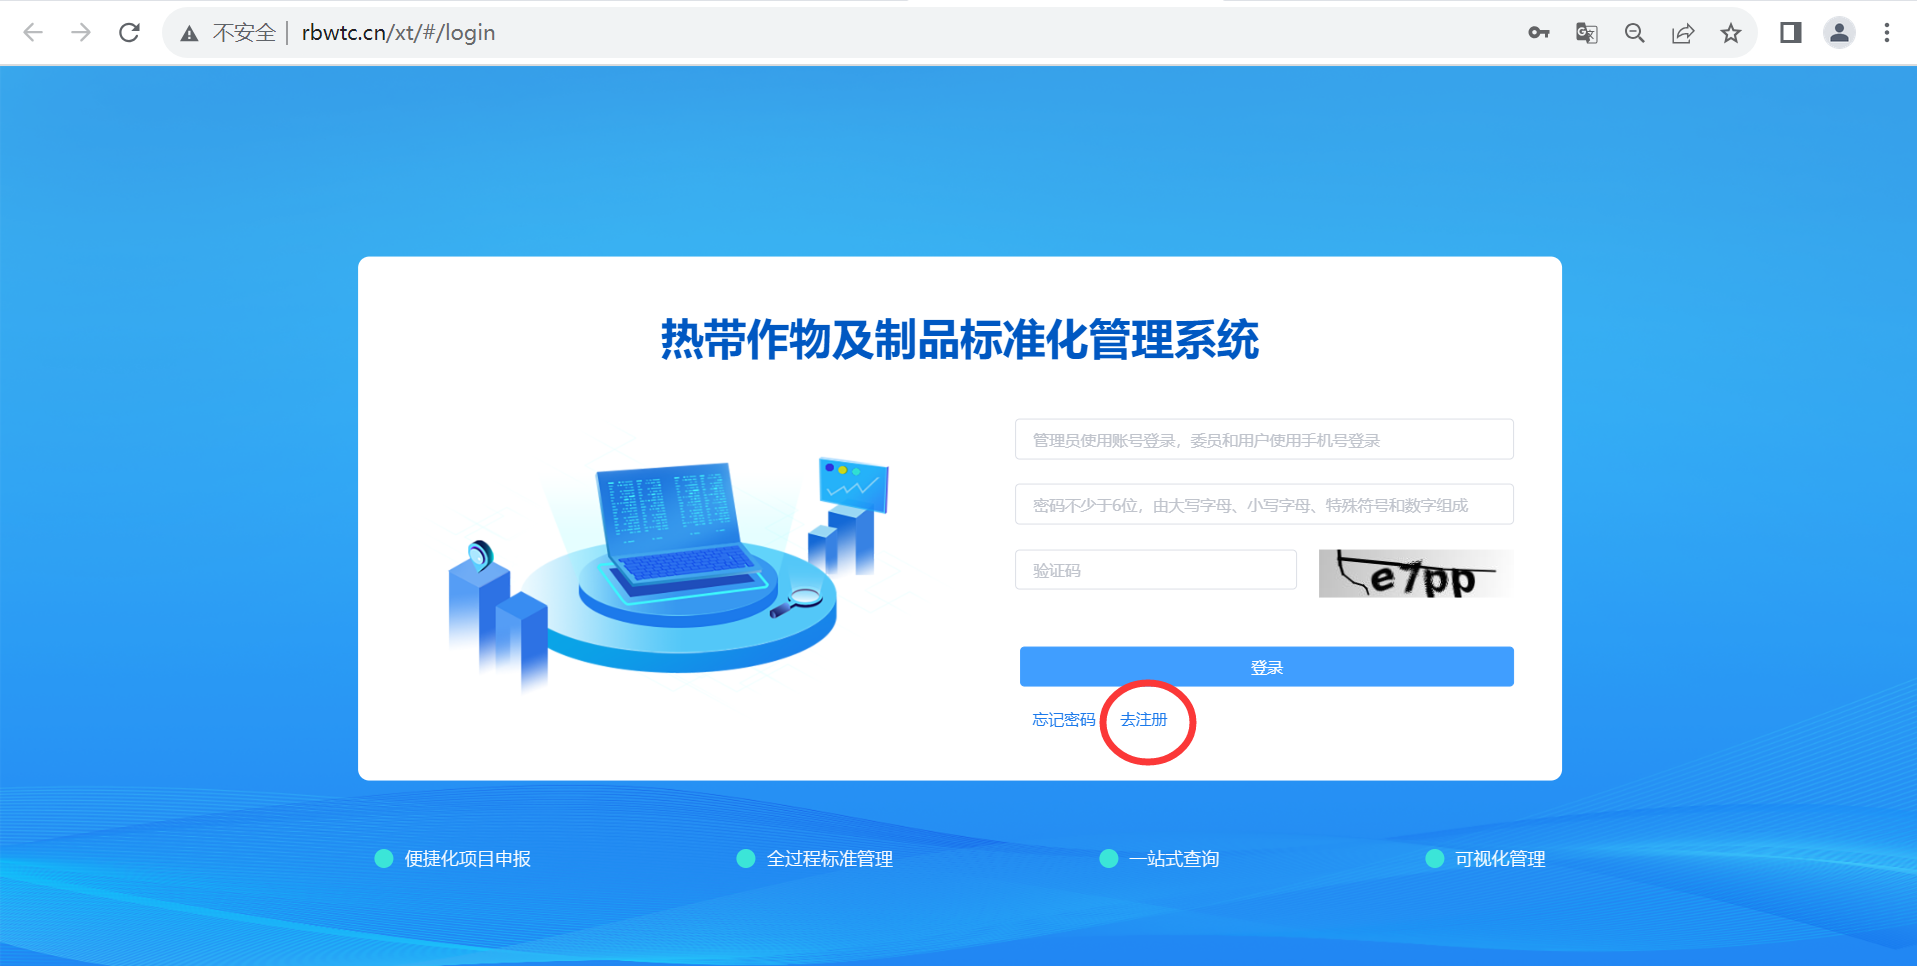 不安全 rbwtc.cn/xt/#/login
热带作物及制品标准化管理系统
管理员使用账号登录，委员和用户使用手机号登录
密码不少于6位，由大写字母、小写字母、特殊符号和数字组成
验证码
e7pp
登录
忘记密码 去注册
便捷化项目申报 全过程标准管理 一站式查询 可视化管理